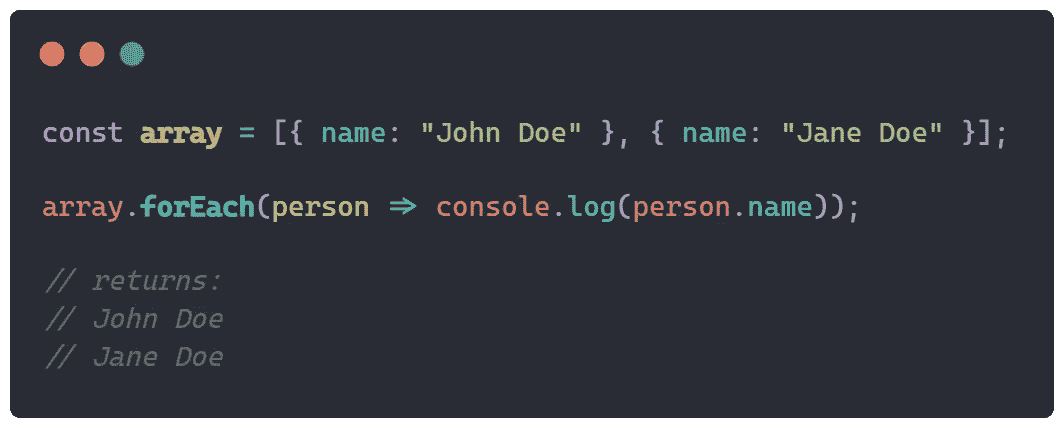 const array = [{ name: "John Doe" }, { name: "Jane Doe" }];
array.forEach(person => console.log(person.name));
// returns:
// John Doe
// Jane Doe